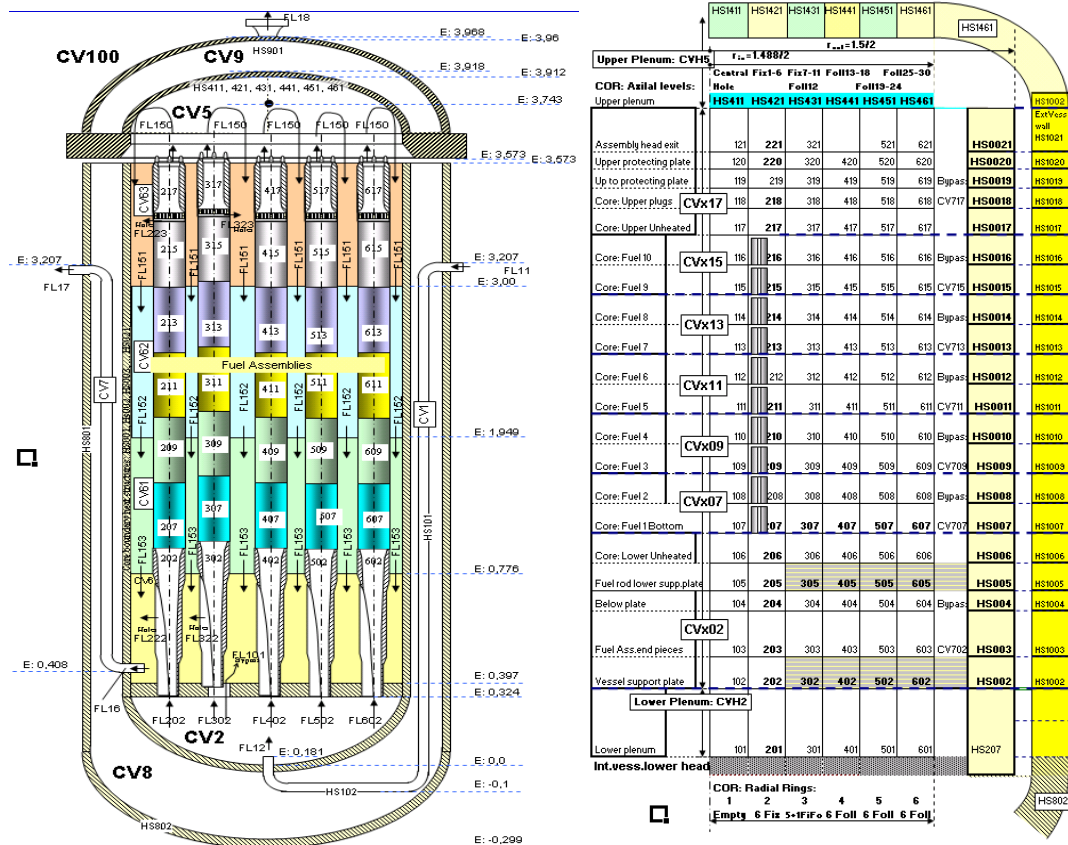 FL18
E: 3,968
E: 3,96
HS901
CV100
CV9
E: 3,918
E: 3,912
HS411, 421, 431, 441, 451, 461
E: 3,743
CV5
FL150 FL150 FL150 FL150 FL150
E: 3,573
E: 3,573
CV63
217 317 417 517 617
FL223
FL323
FL151 FL151 FL151 FL151
215 315 415 515 615
E: 3,207
E: 3,207
FL17
FL11
E: 3,00
213 313 413 513 613
CV62
Fuel Assemblies
211 311 411 511 611
CV7
CV1
FL152 FL152 FL152 FL152
E: 1,949
HS801
209 309 409 509 609
CV61
HS101
207 307 407 507 607
FL153 FL153 FL153 FL153
202 302 402 502 602
E: 0,776
CV6
FL222 FL322
FL101
Bypass
E: 0,408
E: 0,397
E: 0,324
FL16
FL202 FL302 FL402 FL502 FL602
CV2
FL12
E: 0,181
E: 0,0
CV8
E: -0,1
HS102
HS802
E: -0,299
HS1411 HS1421 HS1431 HS1441 HS1451 HS1461
HS1461
Upper Plenum: CVH5
r_out=1.5/2
r_in=1.488/2
Central Fiz1-6 Fiz7-11 Foll13-18 Foll25-30
COR: Axilal levels: Hole Foll12 Foll19-24
Upper plenum HS411 HS421 HS431 HS441 HS451 HS461 HS1002
ExtVess wall HS1021
Assembly head exit 121 221 321 521 621 HS0021
Upper protecting plate 120 220 320 420 520 620 HS0020 HS1020
Up to protecting plate 119 219 319 419 519 619 Bypas: HS0019 HS1019
CVx17
Core: Upper plugs 118 218 318 418 518 618 CV717 HS0018 HS1018
Core: Upper Unheated 117 217 317 417 517 617 HS0017 HS1017
CVx15
Core: Fuel 10 116 216 316 416 516 616 Bypas: HS0016 HS1016
Core: Fuel 9 115 215 315 415 515 615 CV715 HS0015 HS1015
Core: Fuel 8 114 214 314 414 514 614 Bypas: HS0014 HS1014
CVx13
Core: Fuel 7 113 213 313 413 513 613 CV713 HS0013 HS1013
Core: Fuel 6 112 212 312 412 512 612 Bypas: HS0012 HS1012
CVx11
Core: Fuel 5 111 211 311 411 511 611 CV711 HS0011 HS1011
Core: Fuel 4 110 210 310 410 510 610 Bypas: HS0010 HS1010
CVx09
Core: Fuel 3 109 209 309 409 509 609 CV709 HS009 HS1009
Core: Fuel 2 108 208 308 408 508 608 Bypas: HS008 HS1008
CVx07
Core: Fuel 1Bottom 107 207 307 407 507 607 CV707 HS007 HS1007
Core: Lower Unheated 106 206 306 406 506 606 HS006 HS1006
Fuel rod lower supp.plate 105 205 305 405 505 605 HS005 HS1005
Below plate 104 204 304 404 504 604 Bypas: HS004 HS1004
CVx02
Fuel Ass.end pieces 103 203 303 403 503 603 CV702 HS003 HS1003
Vessel support plate 102 202 302 402 502 602 HS002 HS1002
Lower Plenum: CVH2
Lower plenum 101 201 301 401 501 601 HS207
Int.vess.lower head
HS802
COR: Radial Rings:
1 2 3 4 5 6
Empty 6 Fiz 5+1FiFo 6 Foll 6 Foll 6 Foll